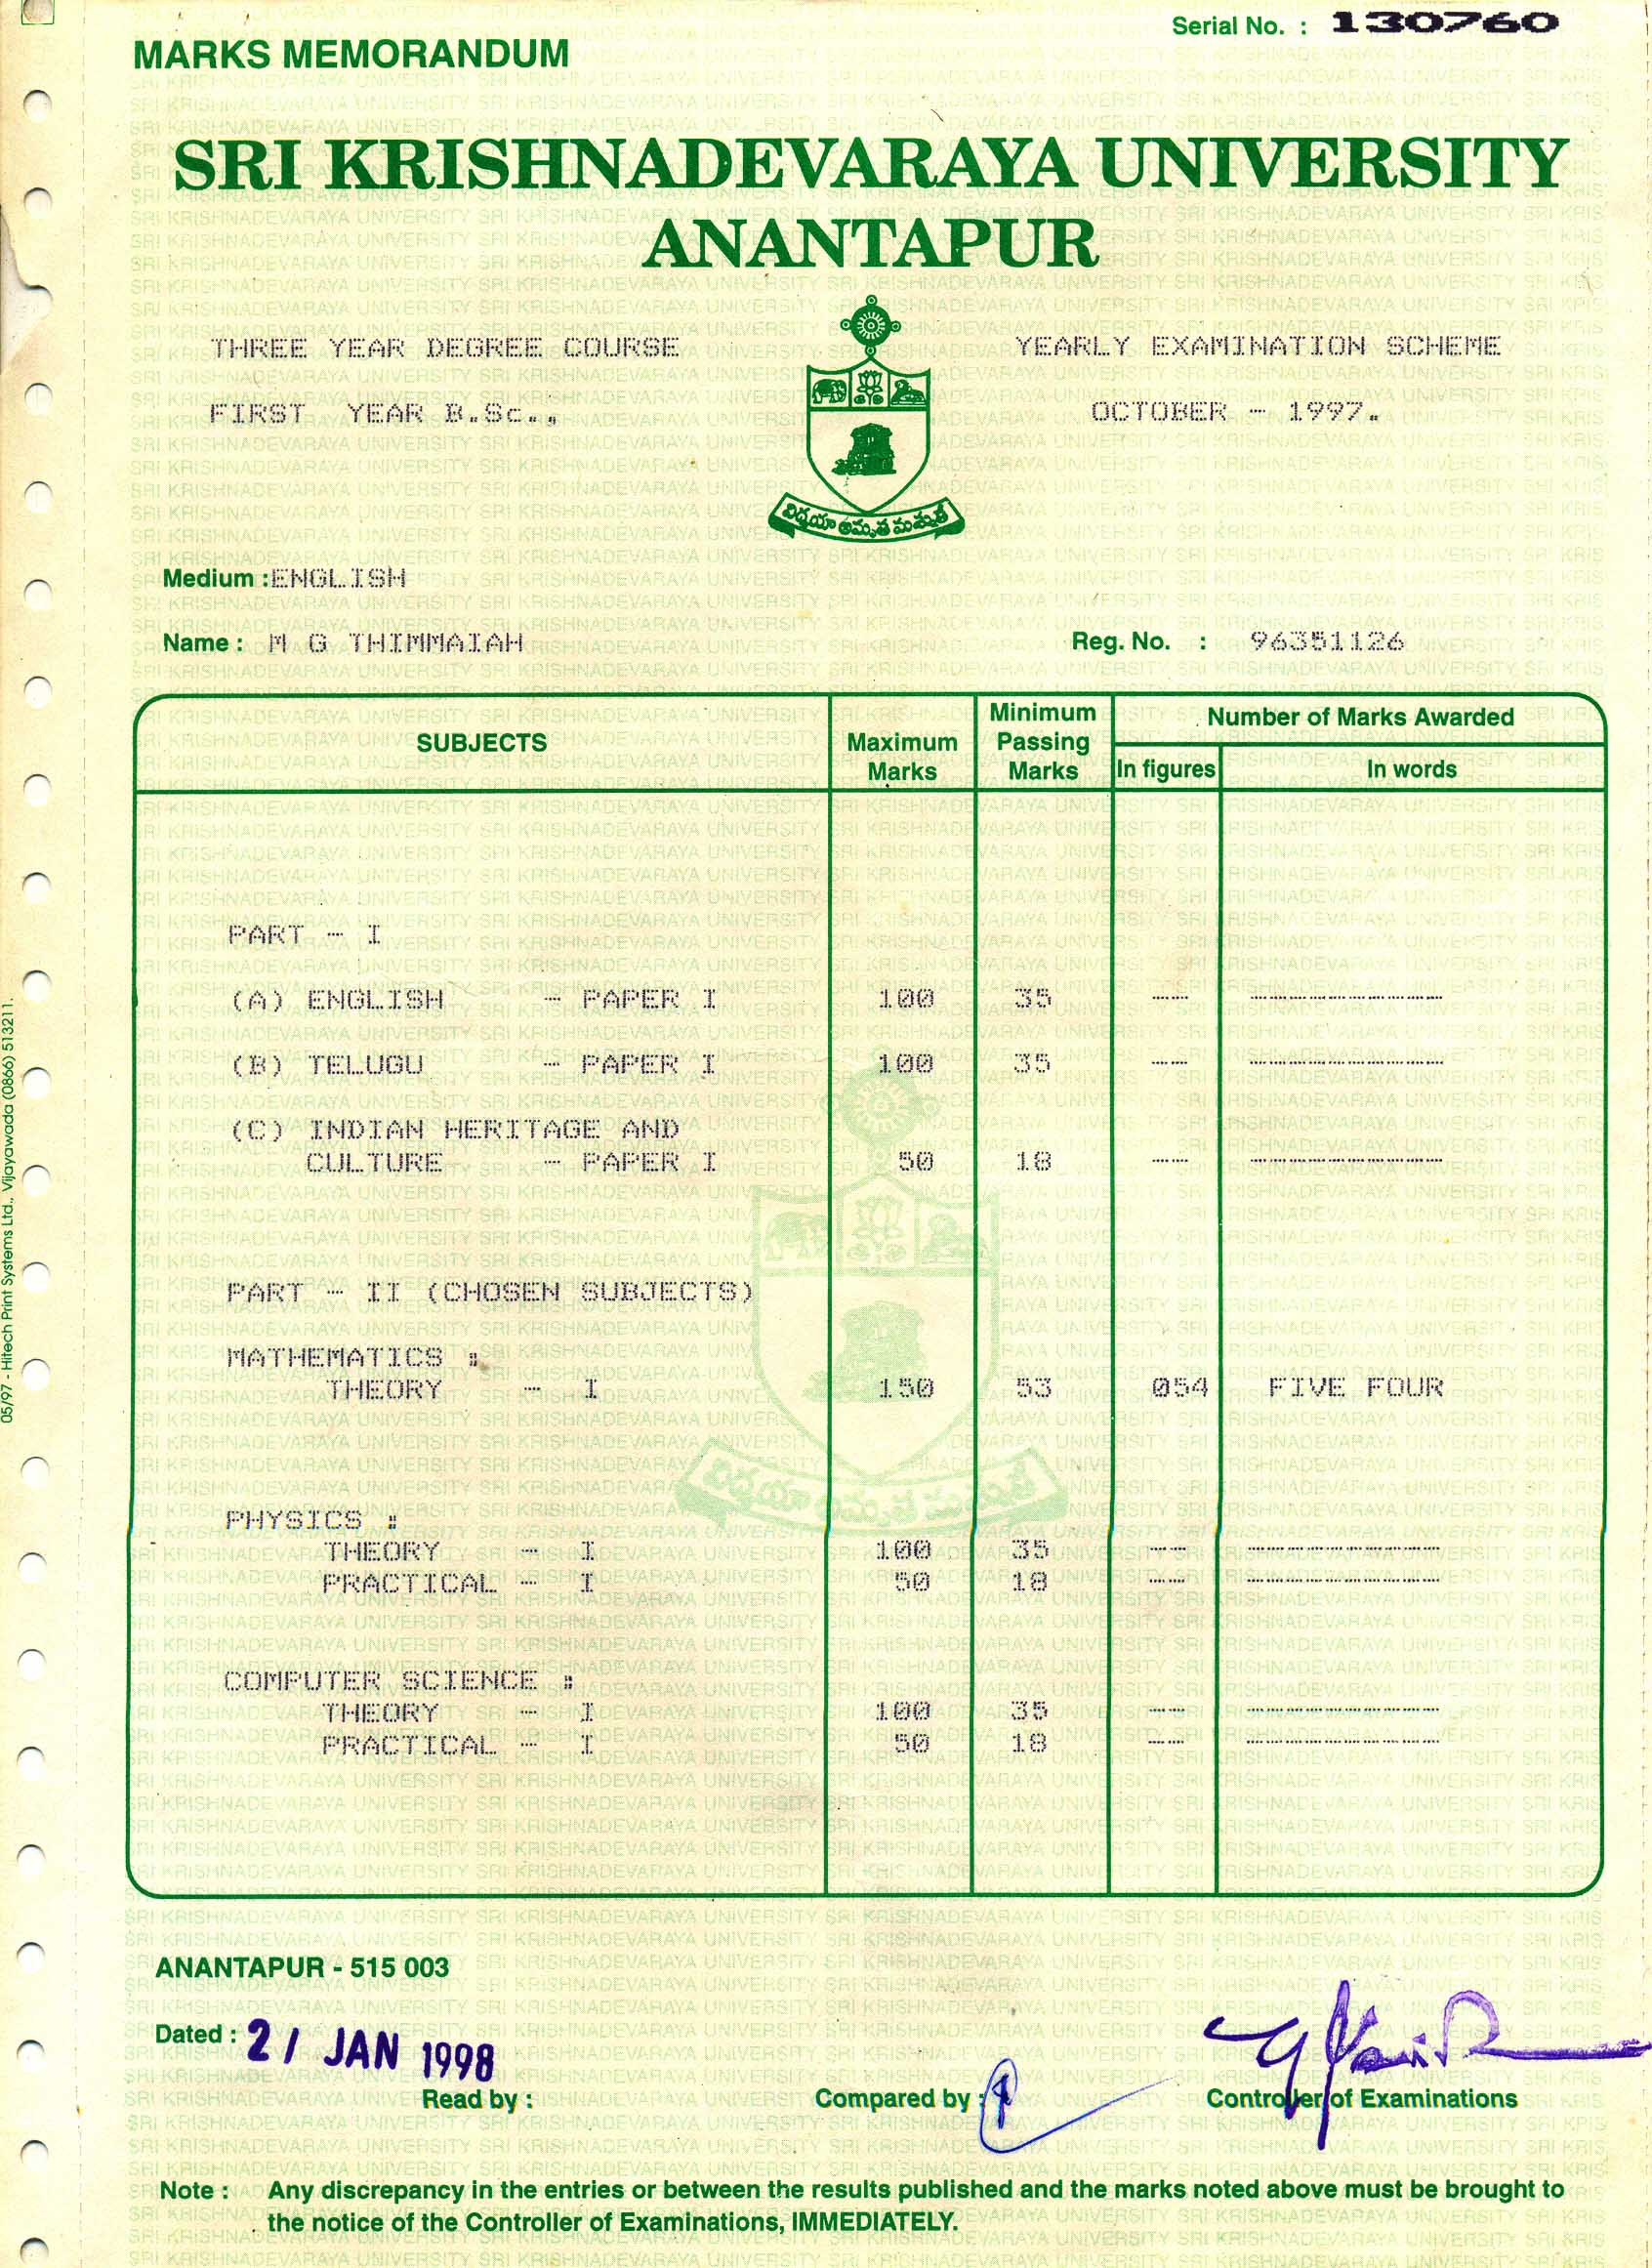 Serial No. : 130760
MARKS MEMORANDUM
SRI KRISHNADEVARAYA UNIVERSITY
ANANTAPUR
THREE YEAR DEGREE COURSE YEARLY EXAMINATION SCHEME
FIRST YEAR B.Sc., OCTOBER - 1997.
విద్యయా అమృత మశ్నుతే
Medium : ENGLISH
Name : M G THIMMAIAH Reg. No. : 96351126
SUBJECTS Maximum Marks Minimum Passing Marks Number of Marks Awarded
In figures In words
PART - I
(A) ENGLISH - PAPER I 100 35 -- ----------
(B) TELUGU - PAPER I 100 35 -- ----------
(C) INDIAN HERITAGE AND
CULTURE - PAPER I 50 18 -- ----------
PART - II (CHOSEN SUBJECTS)
MATHEMATICS :
THEORY - I 150 53 054 FIVE FOUR
PHYSICS :
THEORY - I 100 35 -- ----------
PRACTICAL - I 50 18 -- ----------
COMPUTER SCIENCE :
THEORY - I 100 35 -- ----------
PRACTICAL - I 50 18 -- ----------
ANANTAPUR - 515 003
Dated : 21 JAN 1998
Read by : Compared by : Controller of Examinations
Note : Any discrepancy in the entries or between the results published and the marks noted above must be brought to
the notice of the Controller of Examinations, IMMEDIATELY.
05/97 - Hitech Print Systems Ltd., Vijayawada (0866) 513211.